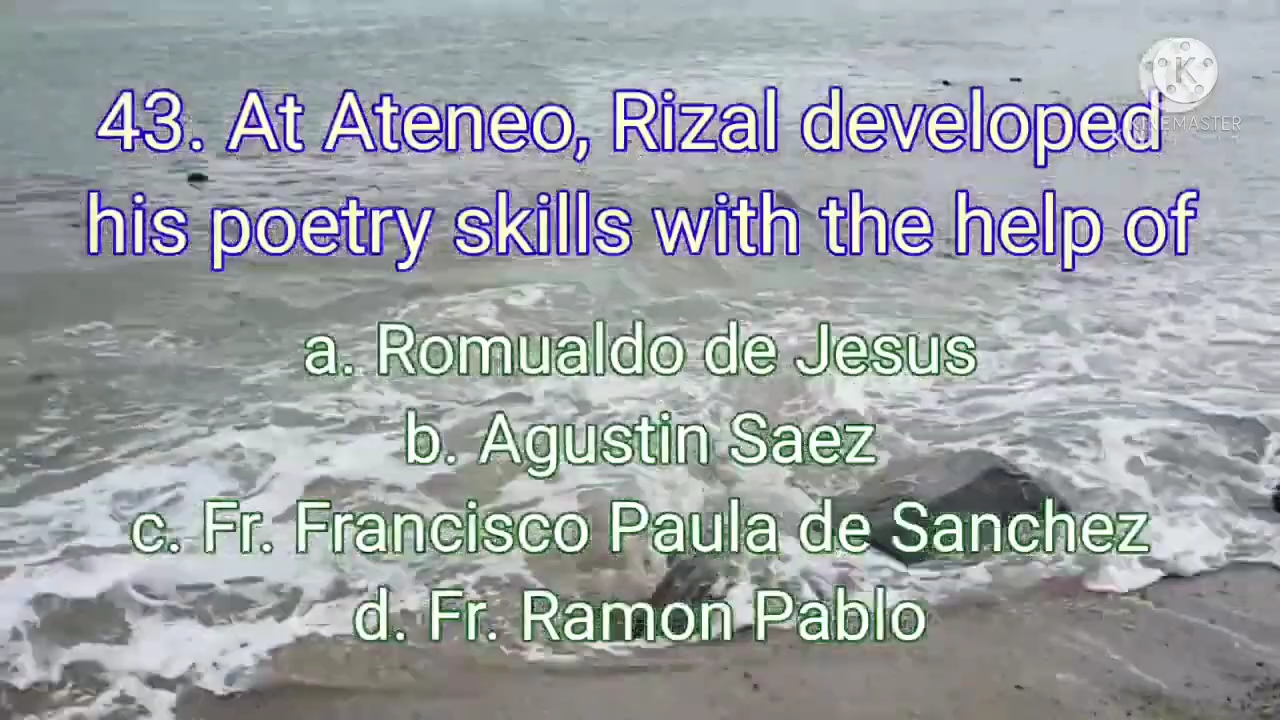 43. At Ateneo, Rizal developed
his poetry skills with the help of
a. Romualdo de Jesus
b. Agustin Saez
c. Fr. Francisco Paula de Sanchez
d. Fr. Ramon Pablo
K
KINEMASTER